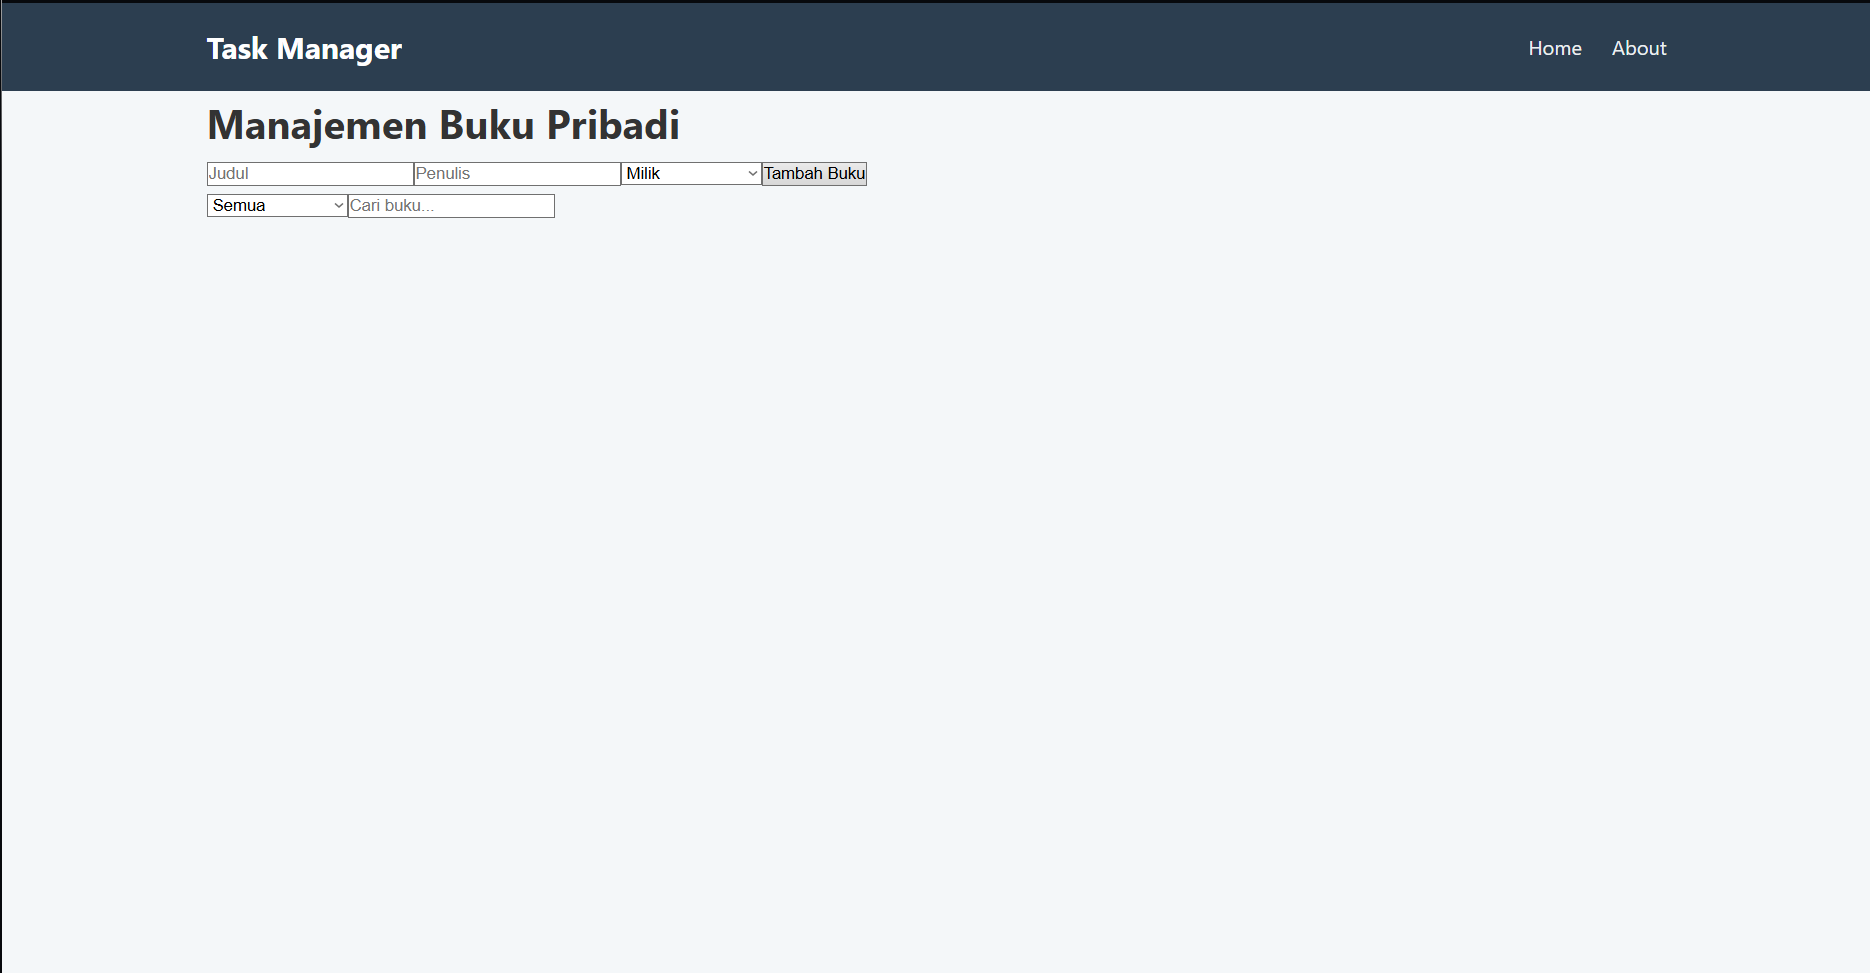 Task Manager Home About
Manajemen Buku Pribadi
Judul Penulis Milik Tambah Buku
Semua Cari buku...